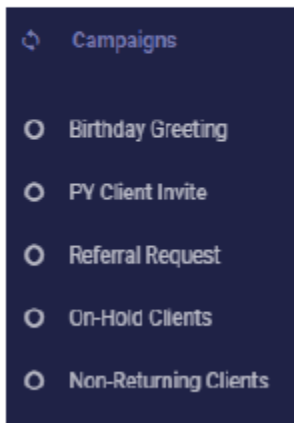 Campaigns
Birthday Greeting
PY Client Invite
Referral Request
On-Hold Clients
Non-Returning Clients